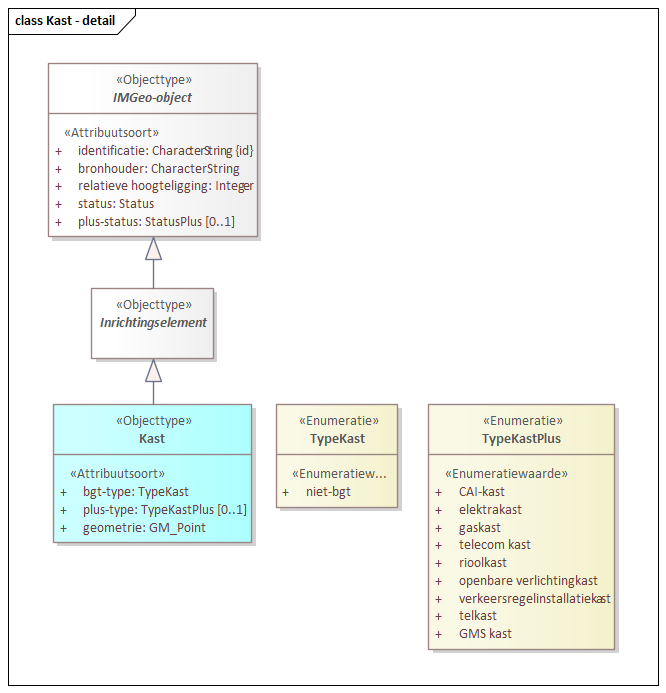 class Kast - detail
«Objecttype»
IMGeo-object
«Attribuutsoort»
+ identificatie: CharacterString {id}
+ bronhouder: CharacterString
+ relatieve hoogteligging: Integer
+ status: Status
+ plus-status: StatusPlus [0..1]
«Objecttype»
Inrichtingselement
«Objecttype»
Kast
«Attribuutsoort»
+ bgt-type: TypeKast
+ plus-type: TypeKastPlus [0..1]
+ geometrie: GM_Point
«Enumeratie»
TypeKast
«Enumeratiew...
+ niet-bgt
«Enumeratie»
TypeKastPlus
«Enumeratiewaarde»
+ CAI-kast
+ elektrakast
+ gaskast
+ telecom kast
+ rioolkast
+ openbare verlichtingkast
+ verkeersregelinstallatiekast
+ telkast
+ GMS kast